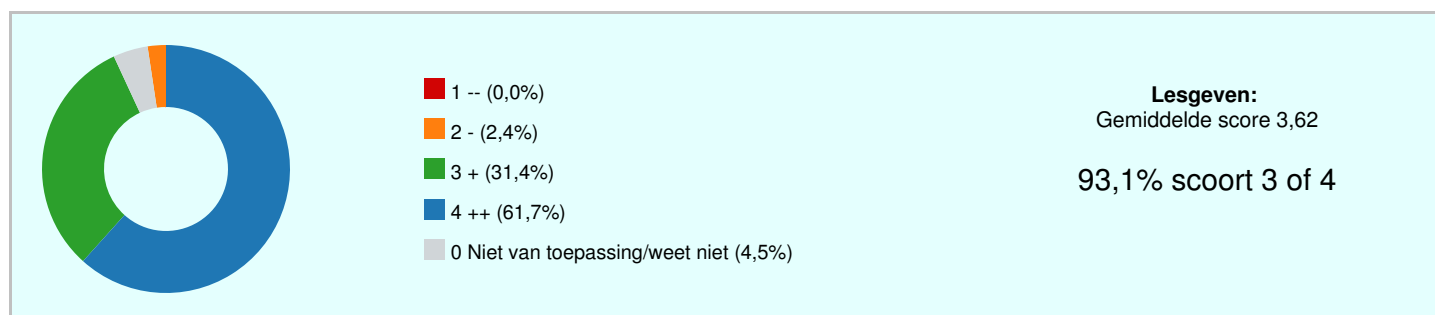 1 -- (0,0%)
2 - (2,4%)
3 + (31,4%)
4 ++ (61,7%)
0 Niet van toepassing/weet niet (4,5%)
Lesgeven:
Gemiddelde score 3,62
93,1% scoort 3 of 4